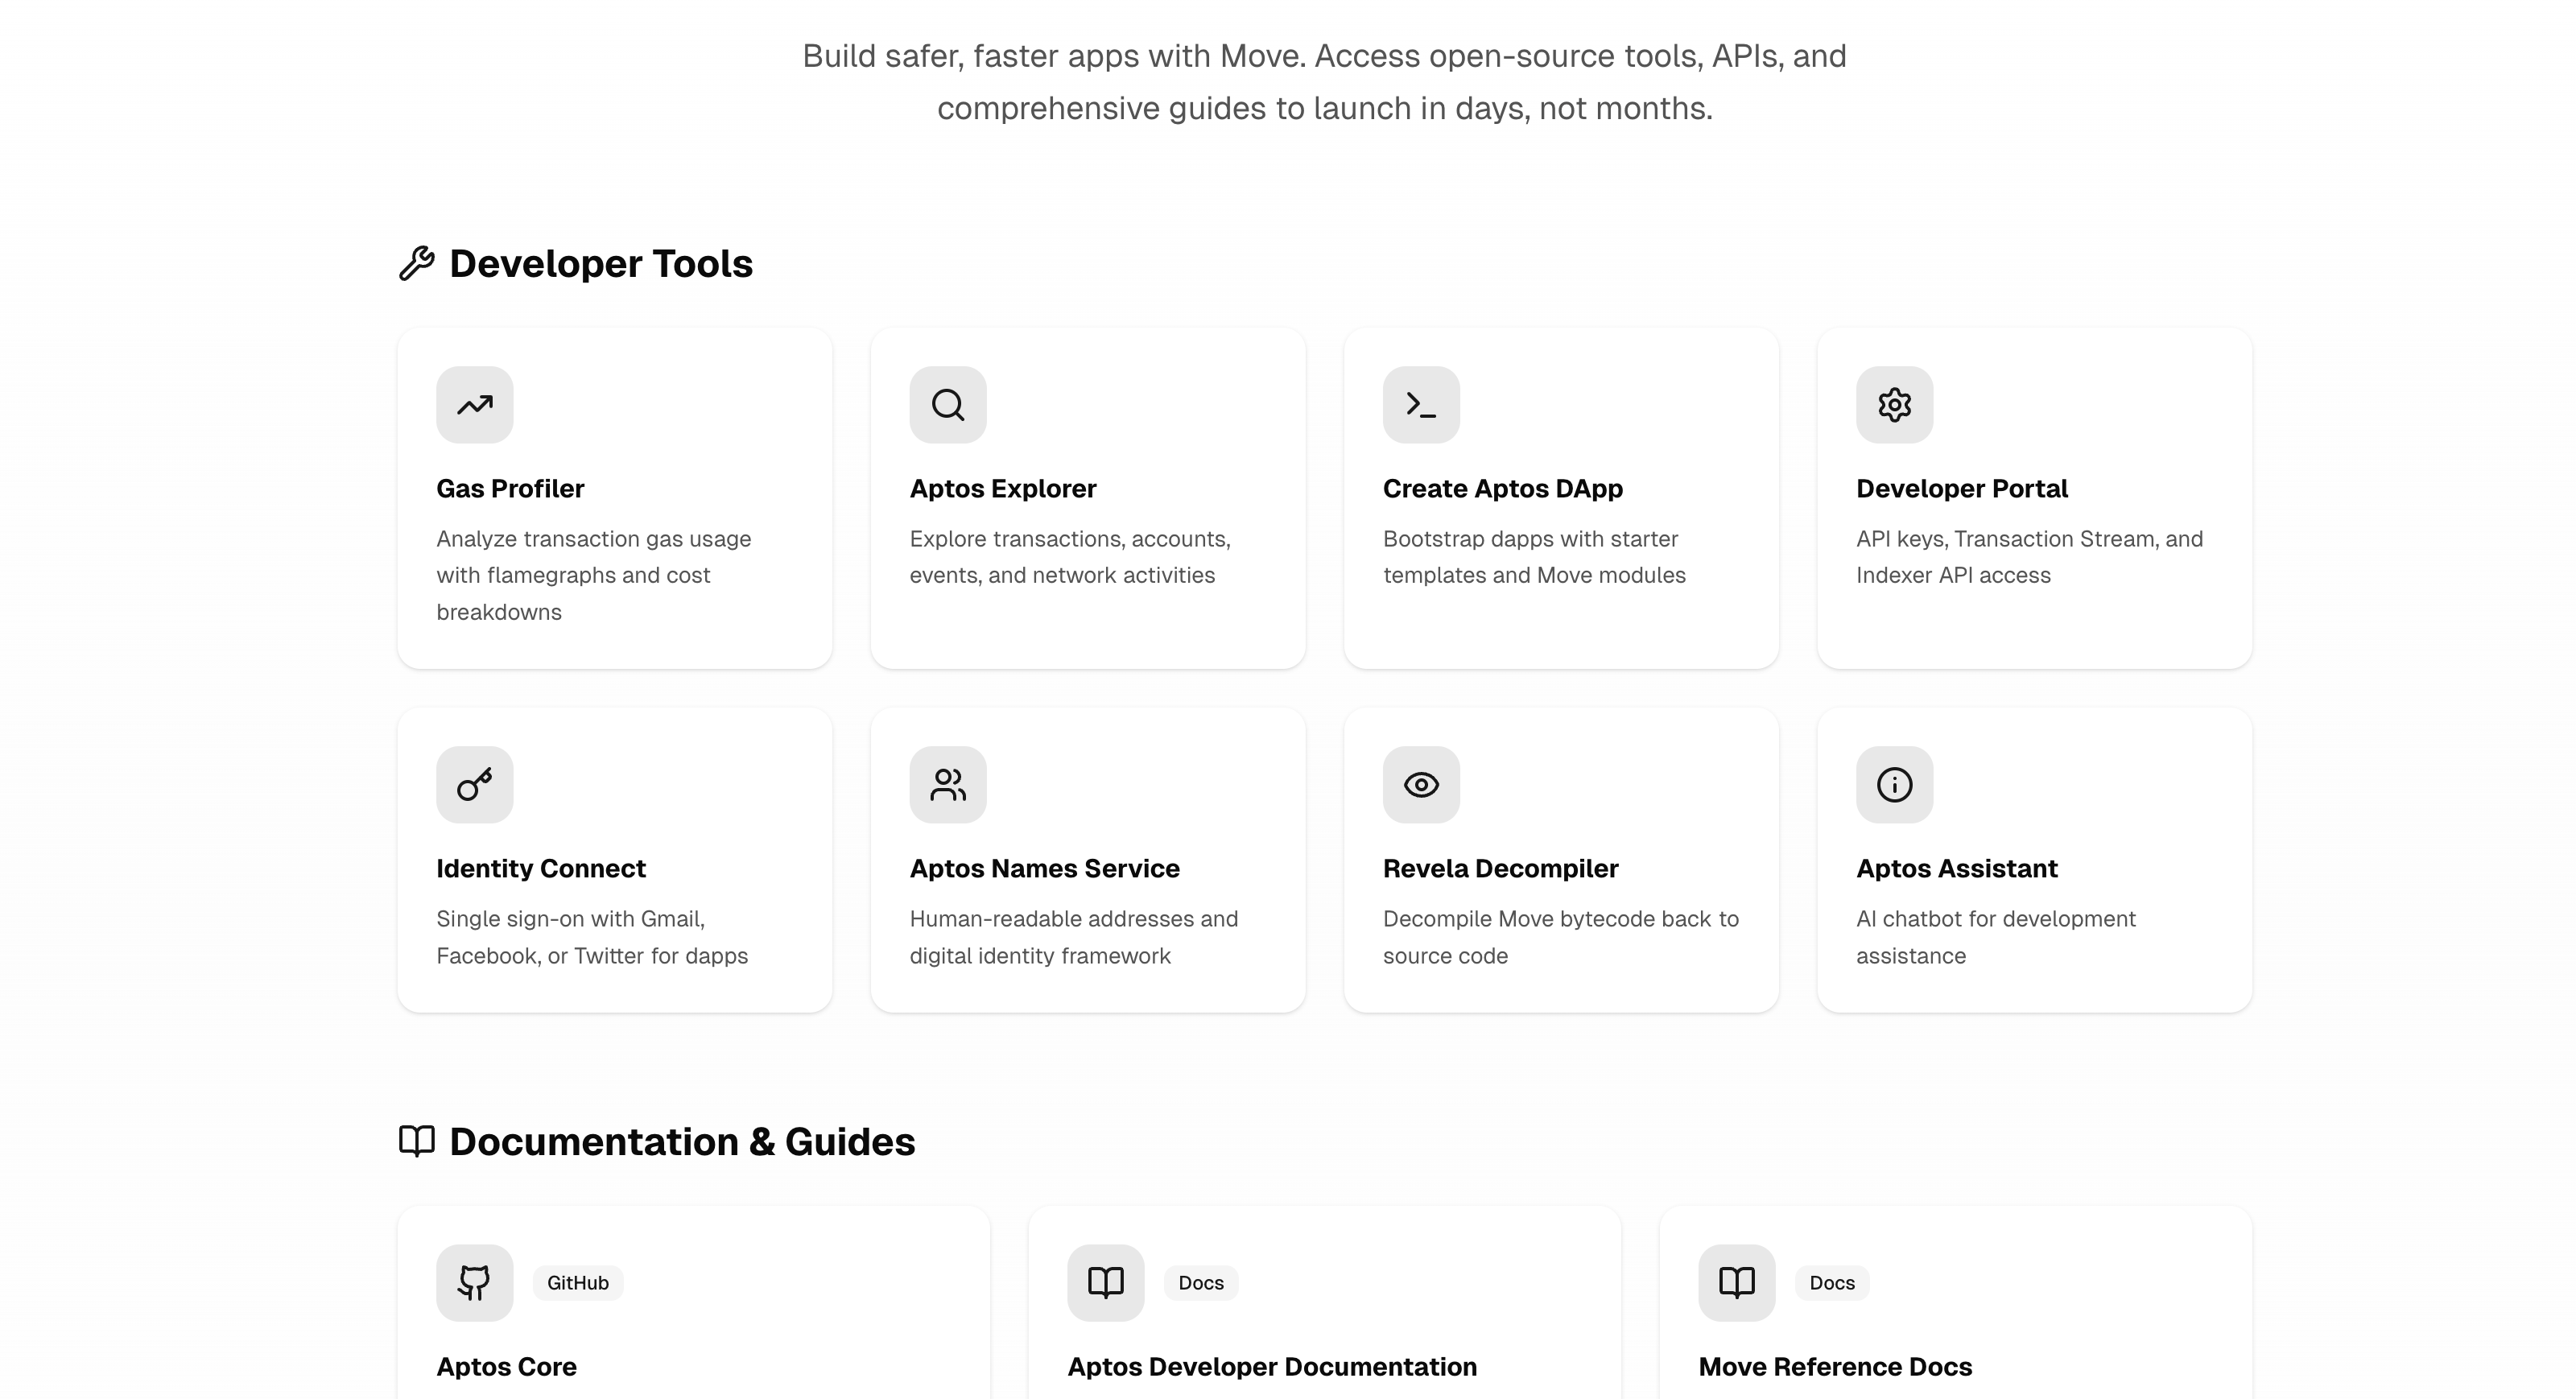 Build safer, faster apps with Move. Access open-source tools, APIs, and
comprehensive guides to launch in days, not months.
Developer Tools
Gas Profiler
Analyze transaction gas usage
with flamegraphs and cost
breakdowns
Aptos Explorer
Explore transactions, accounts,
events, and network activities
Create Aptos DApp
Bootstrap dapps with starter
templates and Move modules
Developer Portal
API keys, Transaction Stream, and
Indexer API access
Identity Connect
Single sign-on with Gmail,
Facebook, or Twitter for dapps
Aptos Names Service
Human-readable addresses and
digital identity framework
Revela Decompiler
Decompile Move bytecode back to
source code
Aptos Assistant
AI chatbot for development
assistance
Documentation & Guides
GitHub
Aptos Core
Docs
Aptos Developer Documentation
Docs
Move Reference Docs